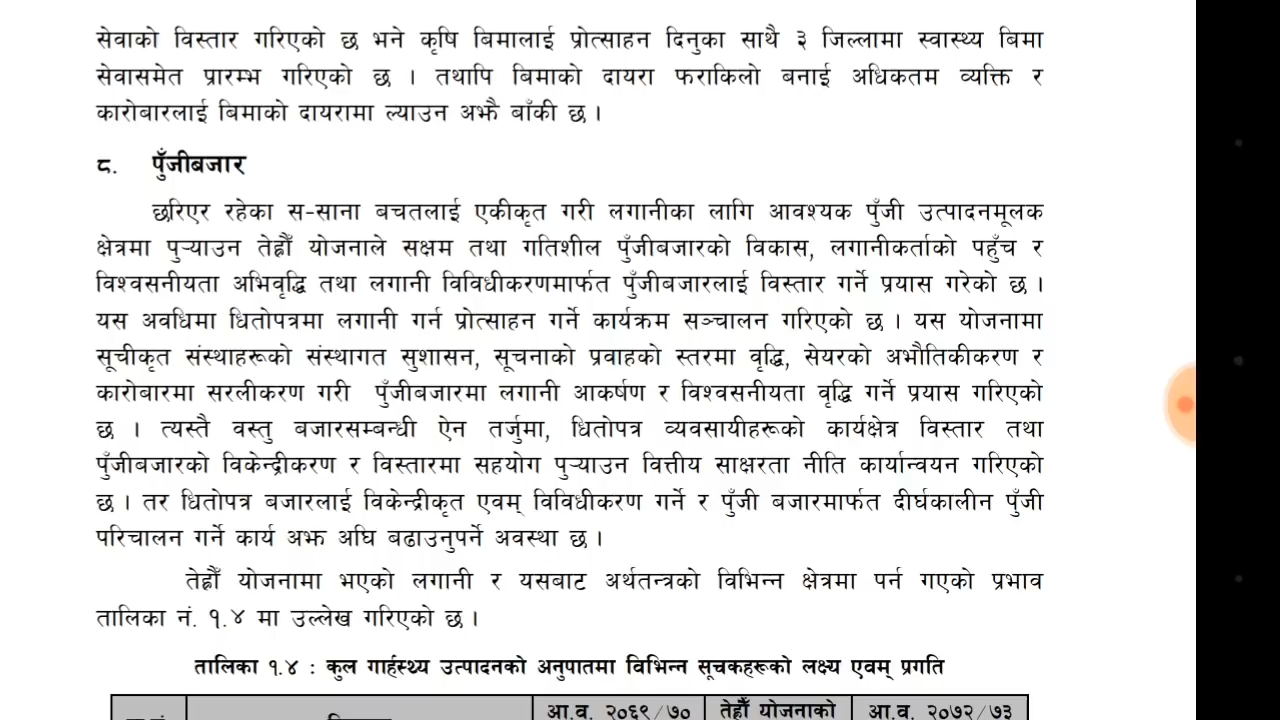 सेवाको विस्तार गरिएको छ भने कृषि बिमालाई प्रोत्साहन दिनुका साथै ३ जिल्लामा स्वास्थ्य बिमा
सेवासमेत प्रारम्भ गरिएको छ । तथापि बिमाको दायरा फराकिलो बनाई अधिकतम व्यक्ति र
कारोबारलाई बिमाको दायरामा ल्याउन अझै बाँकी छ ।
८. पुँजीबजार
छरिएर रहेका स-साना बचतलाई एकीकृत गरी लगानीका लागि आवश्यक पुँजी उत्पादनमूलक
क्षेत्रमा पुऱ्याउन तेह्रौँ योजनाले सक्षम तथा गतिशील पुँजीबजारको विकास, लगानीकर्ताको पहुँच र
विश्वसनीयता अभिवृद्धि तथा लगानी विविधीकरणमार्फत पुँजीबजारलाई विस्तार गर्ने प्रयास गरेको छ ।
यस अवधिमा धितोपत्रमा लगानी गर्न प्रोत्साहन गर्ने कार्यक्रम सञ्चालन गरिएको छ । यस योजनामा
सूचीकृत संस्थाहरूको संस्थागत सुशासन, सूचनाको प्रवाहको स्तरमा वृद्धि, सेयरको अभौतिकीकरण र
कारोबारमा सरलीकरण गरी पुँजीबजारमा लगानी आकर्षण र विश्वसनीयता वृद्धि गर्ने प्रयास गरिएको
छ । त्यस्तै वस्तु बजारसम्बन्धी ऐन तर्जुमा, धितोपत्र व्यवसायीहरूको कार्यक्षेत्र विस्तार तथा
पुँजीबजारको विकेन्द्रीकरण र विस्तारमा सहयोग पुऱ्याउन वित्तीय साक्षरता नीति कार्यान्वयन गरिएको
छ । तर धितोपत्र बजारलाई विकेन्द्रीकृत एवम् विविधीकरण गर्ने र पुँजी बजारमार्फत दीर्घकालीन पुँजी
परिचालन गर्ने कार्य अझ अघि बढाउनुपर्ने अवस्था छ ।
तेह्रौँ योजनामा भएको लगानी र यसबाट अर्थतन्त्रको विभिन्न क्षेत्रमा पर्न गएको प्रभाव
तालिका नं. १.४ मा उल्लेख गरिएको छ ।
तालिका १.४ : कुल गार्हस्थ्य उत्पादनको अनुपातमा विभिन्न सूचकहरूको लक्ष्य एवम् प्रगति
आ.व. २०६९/७० तेह्रौँ योजनाको आ.व. २०७२/७३